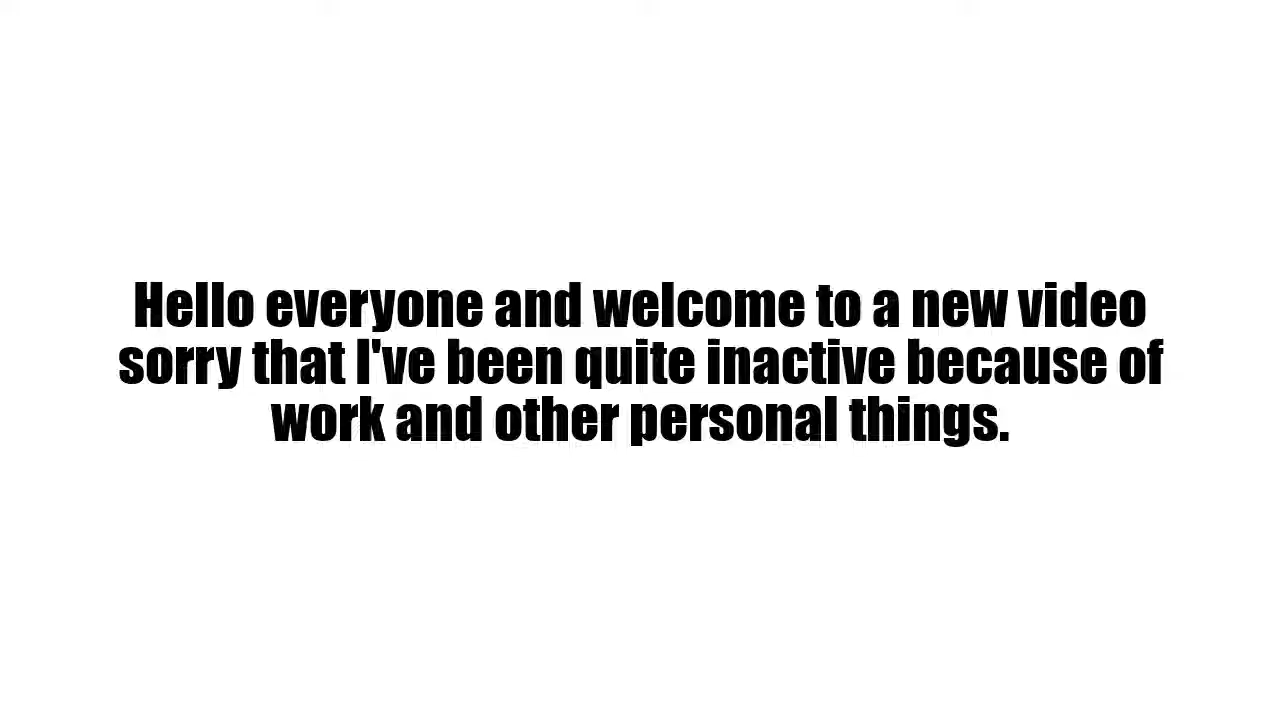 Hello everyone and welcome to a new video
sorry that I've been quite inactive because of
work and other personal things.